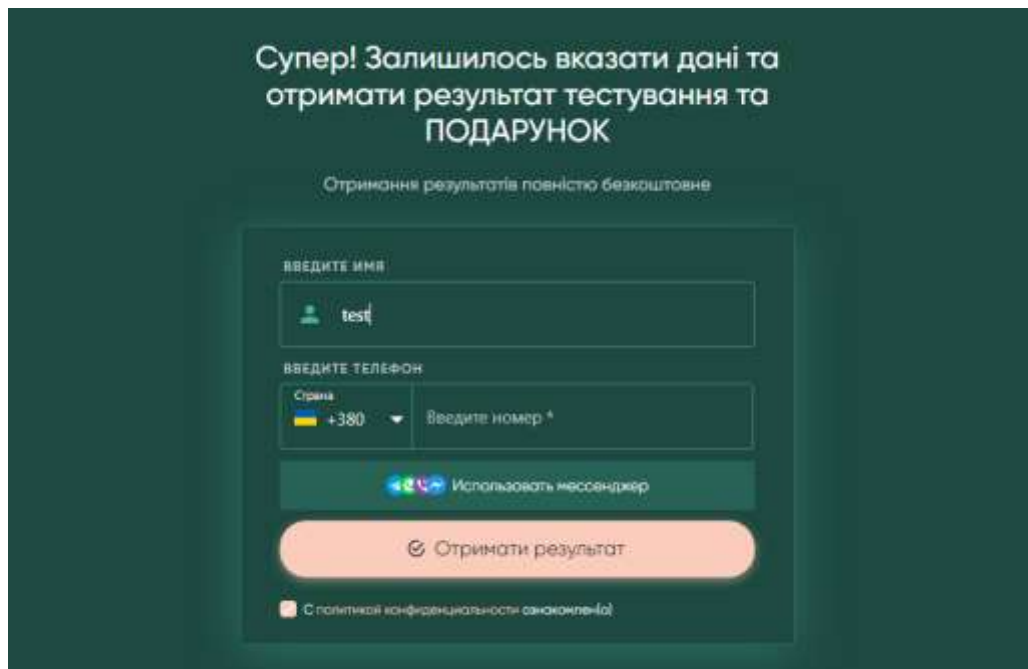 Супер! Залишилось вказати дані та
отримати результат тестування та
ПОДАРУНОК
Отримання результатів повністю безкоштовне
ВВЕДИТЕ ИМЯ
test
ВВЕДИТЕ ТЕЛЕФОН
Страна
+380
Введите номер *
Использовать мессенджер
Отримати результат
С политикой конфиденциальности ознакомлен(а)